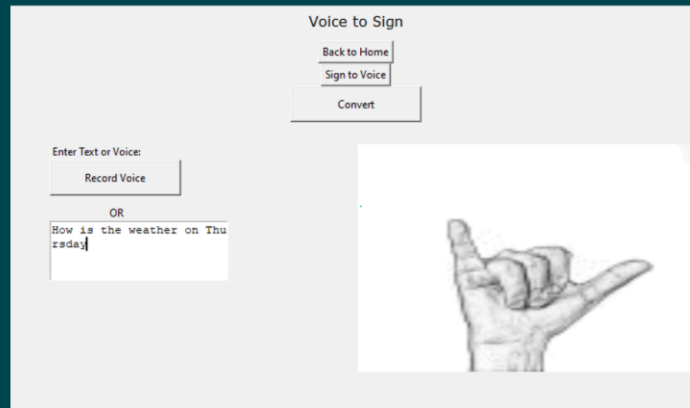 Voice to Sign
Back to Home
Sign to Voice
Convert
Enter Text or Voice:
Record Voice
OR
How is the weather on Thu
rsday